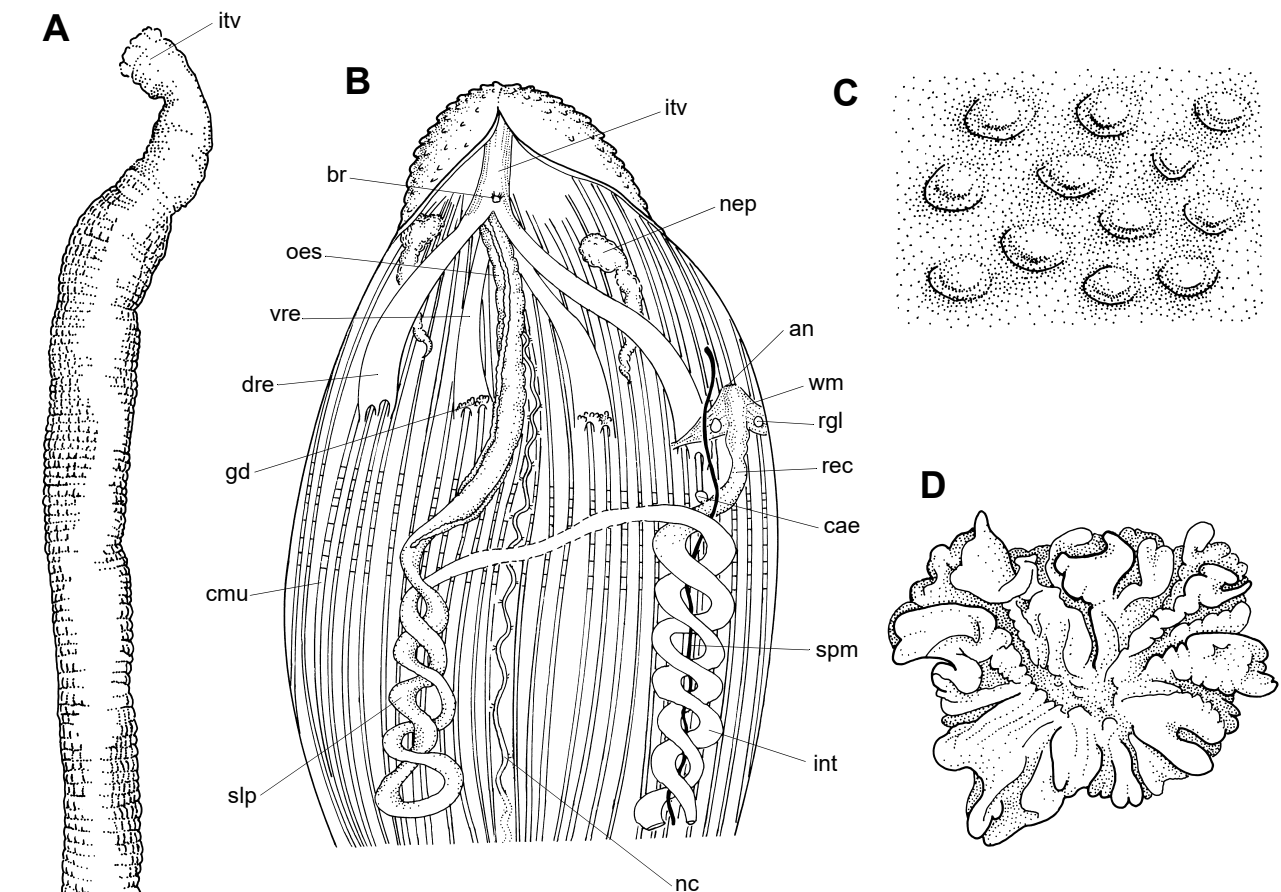 A
itv
B
itv
C
br
nep
oes
vre
an
dre
wm
rgl
gd
rec
D
cae
cmu
spm
int
slp
nc